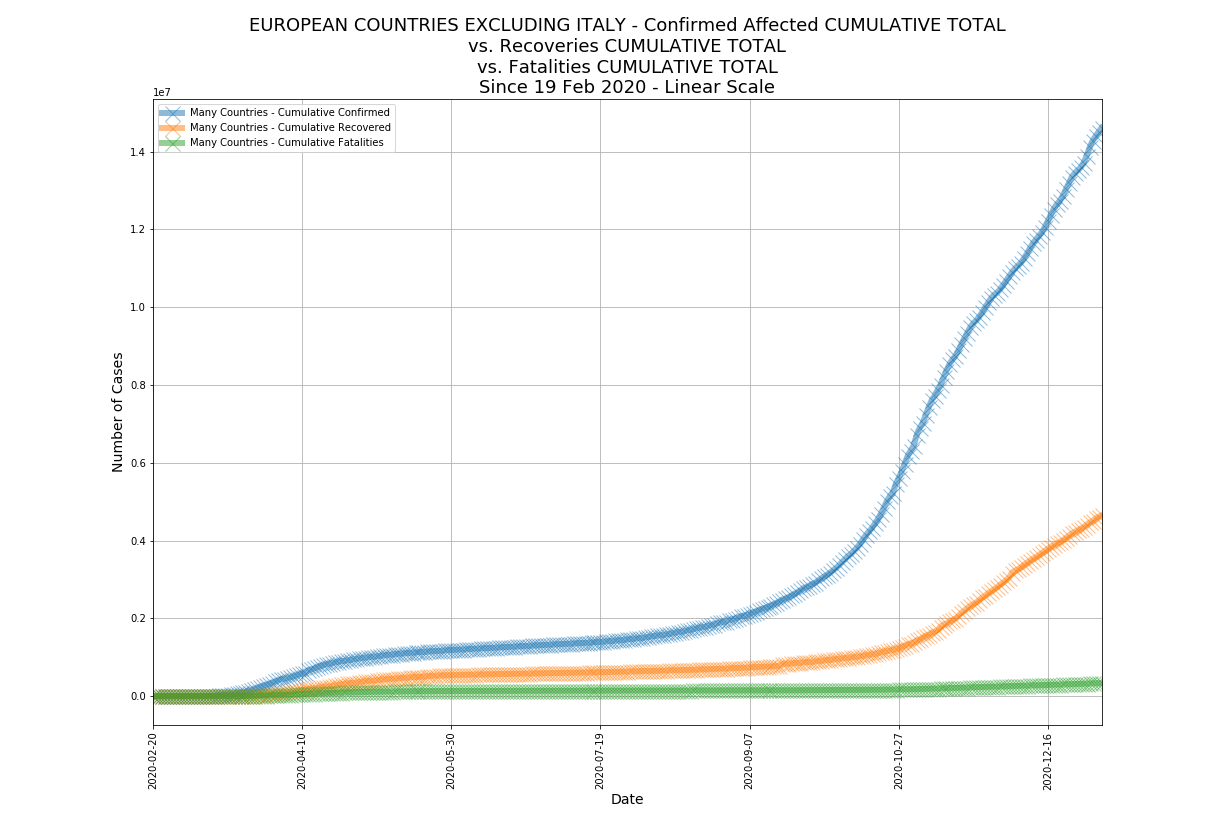 EUROPEAN COUNTRIES EXCLUDING ITALY - Confirmed Affected CUMULATIVE TOTAL
vs. Recoveries CUMULATIVE TOTAL
vs. Fatalities CUMULATIVE TOTAL
Since 19 Feb 2020 - Linear Scale
1e7
Many Countries - Cumulative Confirmed
Many Countries - Cumulative Recovered
Many Countries - Cumulative Fatalities
1.4
1.2
1.0
0.8
0.6
0.4
0.2
0.0
Number of Cases
2020-02-20
2020-04-10
2020-05-30
2020-07-19
2020-09-07
2020-10-27
2020-12-16
Date